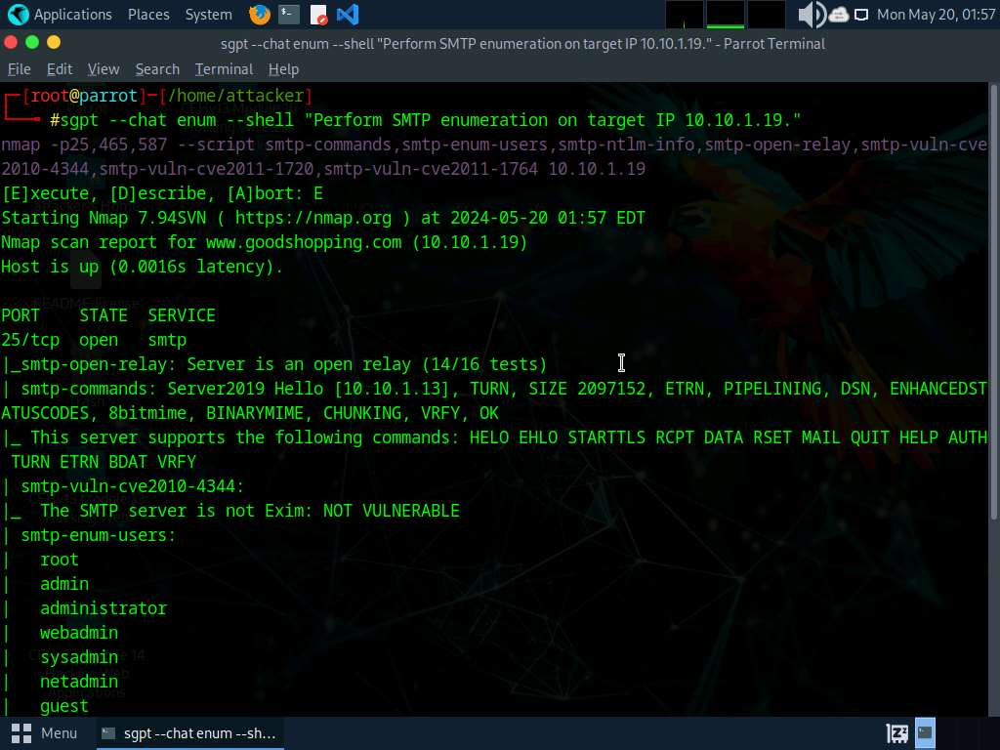 Applications Places System Mon May 20, 01:57
sgpt --chat enum --shell "Perform SMTP enumeration on target IP 10.10.1.19." - Parrot Terminal
File Edit View Search Terminal Help
[root@parrot]─[/home/attacker]
#sgpt --chat enum --shell "Perform SMTP enumeration on target IP 10.10.1.19."
nmap -p25,465,587 --script smtp-commands,smtp-enum-users,smtp-ntlm-info,smtp-open-relay,smtp-vuln-cve
2010-4344,smtp-vuln-cve2011-1720,smtp-vuln-cve2011-1764 10.10.1.19
[E]xecute, [D]escribe, [A]bort: E
Starting Nmap 7.94SVN ( https://nmap.org ) at 2024-05-20 01:57 EDT
Nmap scan report for www.goodshopping.com (10.10.1.19)
Host is up (0.0016s latency).
PORT STATE SERVICE
25/tcp open smtp
|_smtp-open-relay: Server is an open relay (14/16 tests)
| smtp-commands: Server2019 Hello [10.10.1.13], TURN, SIZE 2097152, ETRN, PIPELINING, DSN, ENHANCEDST
ATUSCODES, 8bitmime, BINARYMIME, CHUNKING, VRFY, OK
|_ This server supports the following commands: HELO EHLO STARTTLS RCPT DATA RSET MAIL QUIT HELP AUTH
TURN ETRN BDAT VRFY
| smtp-vuln-cve2010-4344:
|_  The SMTP server is not Exim: NOT VULNERABLE
| smtp-enum-users:
|   root
|   admin
|   administrator
|   webadmin
|   sysadmin
|   netadmin
|   guest
Menu sgpt --chat enum --sh...